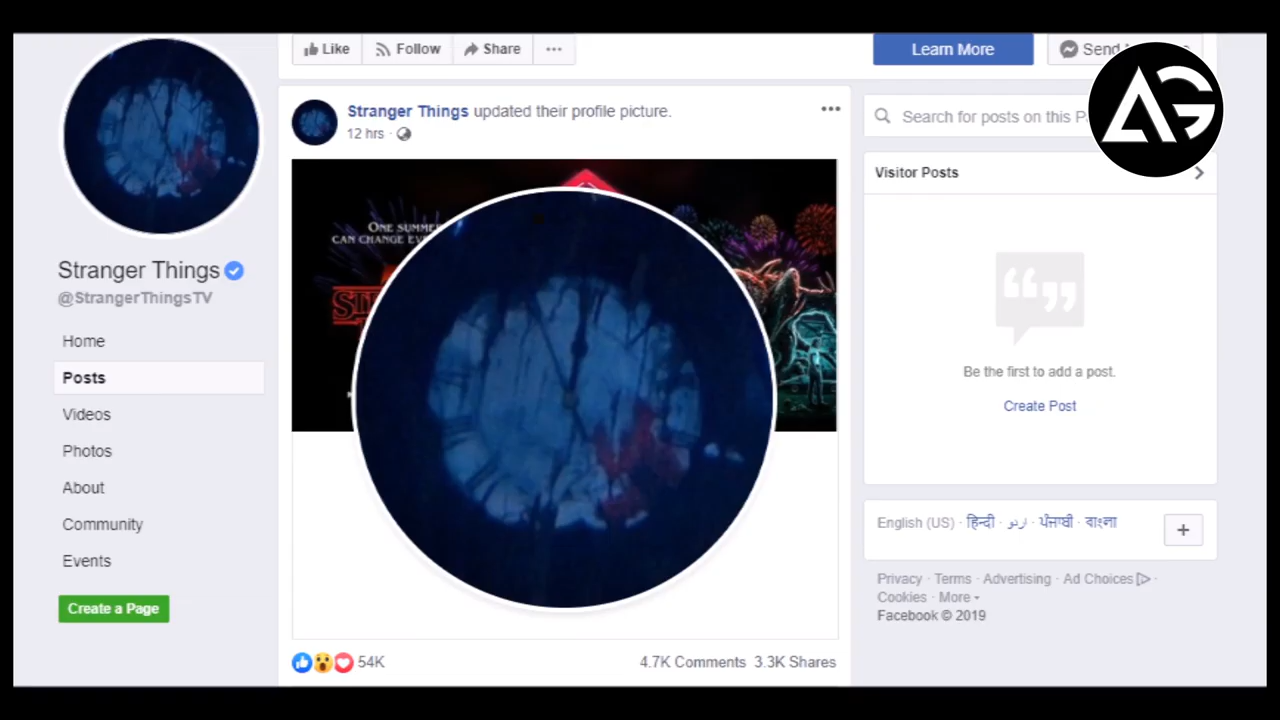 Like
Follow
Share
Learn More
Send
AG
Stranger Things updated their profile picture.
12 hrs
Search for posts on this
Visitor Posts
ONE SUMMER
CAN CHANGE
Stranger Things
@StrangerThingsTV
Home
Posts
Videos
Photos
About
Community
Events
Create a Page
Be the first to add a post.
Create Post
English (US) · हिन्दी · اردو · ਪੰਜਾਬੀ · বাংলা
Privacy · Terms · Advertising · Ad Choices ·
Cookies · More
Facebook © 2019
54K
4.7K Comments 3.3K Shares